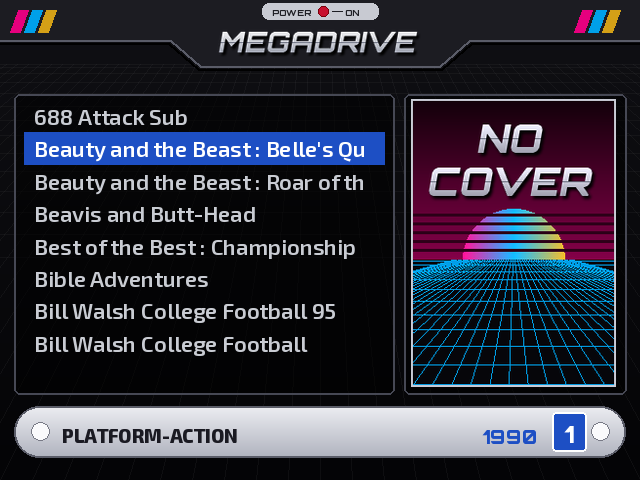 POWER ON
MEGADRIVE
688 Attack Sub
Beauty and the Beast : Belle's Qu
Beauty and the Beast : Roar of th
Beavis and Butt-Head
Best of the Best : Championship
Bible Adventures
Bill Walsh College Football 95
Bill Walsh College Football
NO
COVER
PLATFORM-ACTION
1990
1